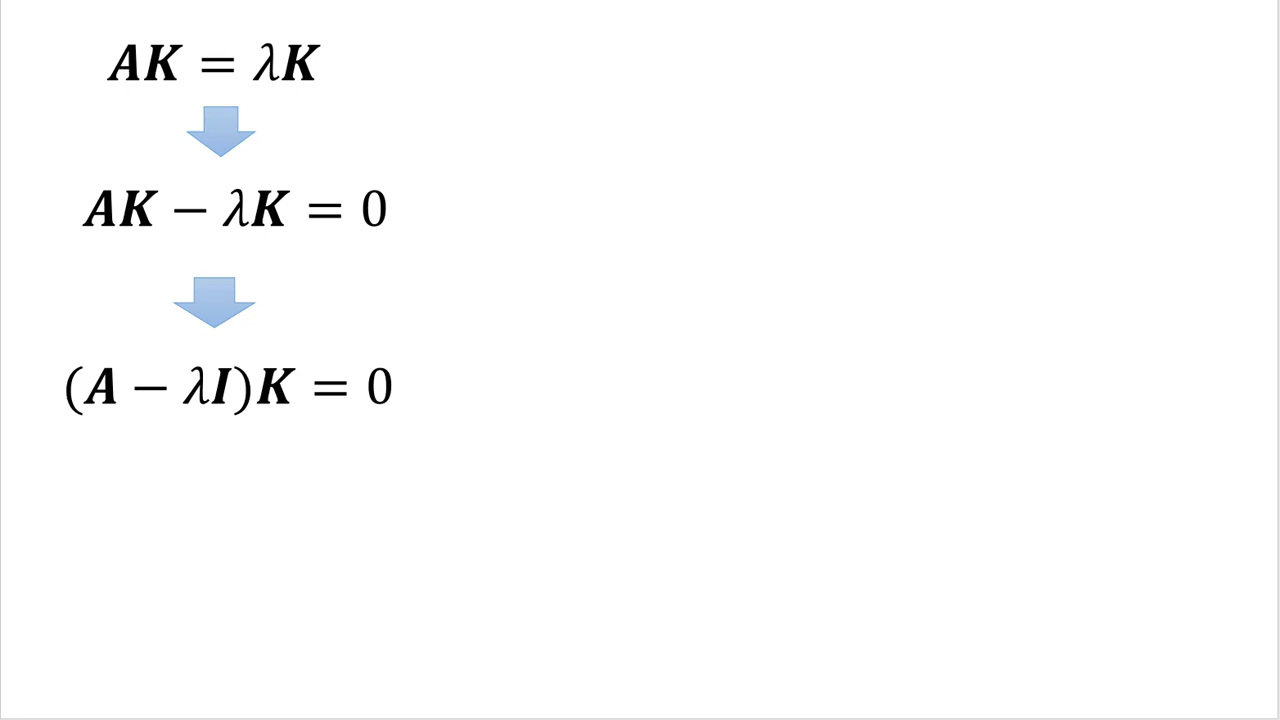 AK = λK
AK − λK = 0
(A − λI)K = 0